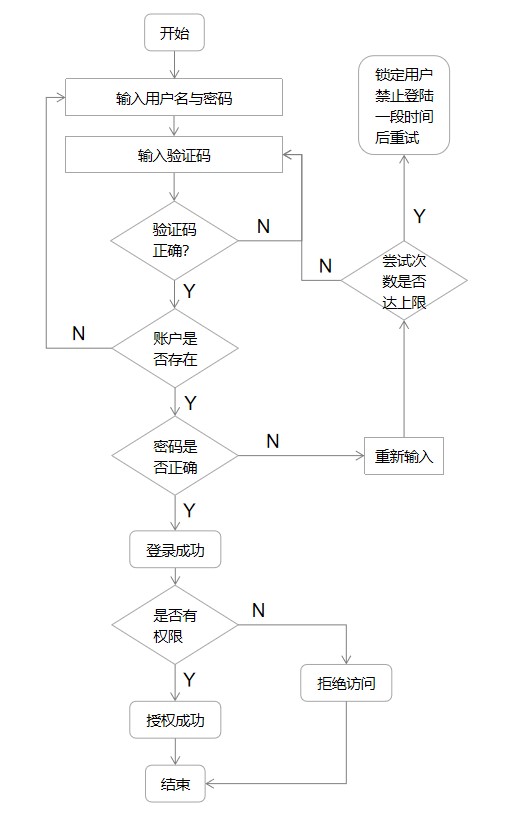 开始
输入用户名与密码
输入验证码
验证码
正确?
N
Y
账户是
否存在
N
Y
密码是
否正确
N
Y
重新输入
尝试次
数是否
达上限
N
Y
锁定用户
禁止登陆
一段时间
后重试
登录成功
是否有
权限
N
Y
拒绝访问
授权成功
结束